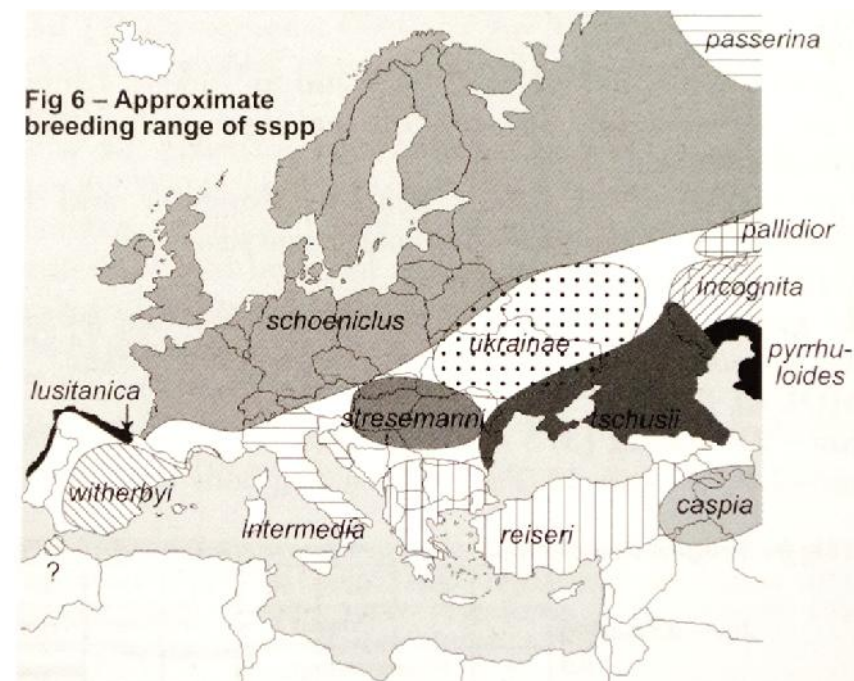 passerina
Fig 6 – Approximate
breeding range of sspp
pallidior
incognita
schoeniclus
ukrainae
pyrrhu-
loides
lusitanica
stresemanni
tschusii
witherbyi
intermedia
reiseri
caspia
?